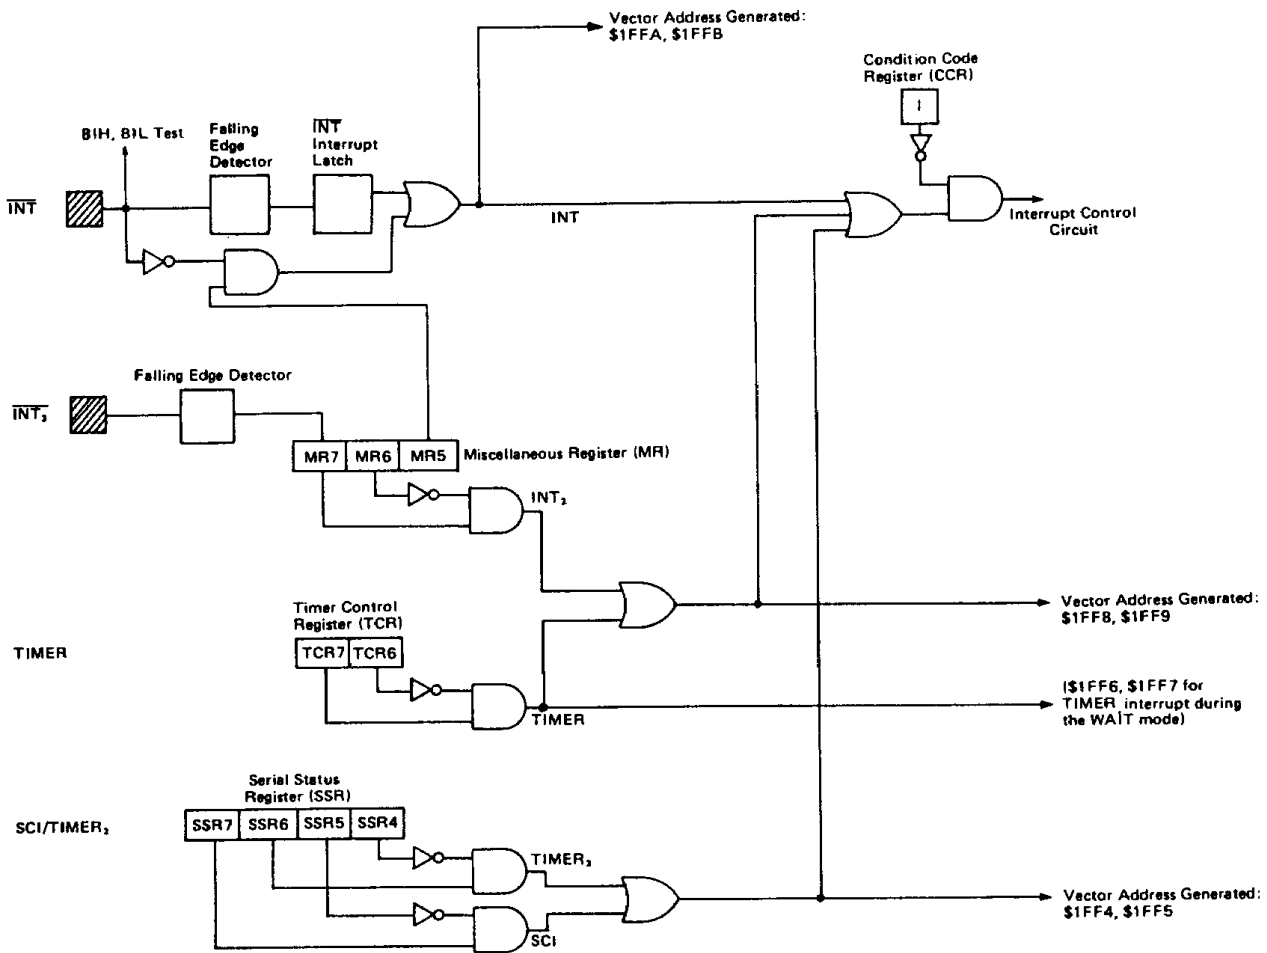 Vector Address Generated:
$1FFA, $1FFB
Condition Code
Register (CCR)
I
BIH, BIL Test
Falling
Edge
Detector
INT
Interrupt
Latch
INT
INT
Interrupt Control
Circuit
Falling Edge Detector
INT₂
MR7 MR6 MR5 Miscellaneous Register (MR)
INT₂
Timer Control
Register (TCR)
Vector Address Generated:
$1FF8, $1FF9
TIMER
TCR7 TCR6
($1FF6, $1FF7 for
TIMER interrupt during
the WAIT mode)
TIMER
Serial Status
Register (SSR)
SCI/TIMER₂
SSR7 SSR6 SSR5 SSR4
TIMER₂
Vector Address Generated:
$1FF4, $1FF5
SCI